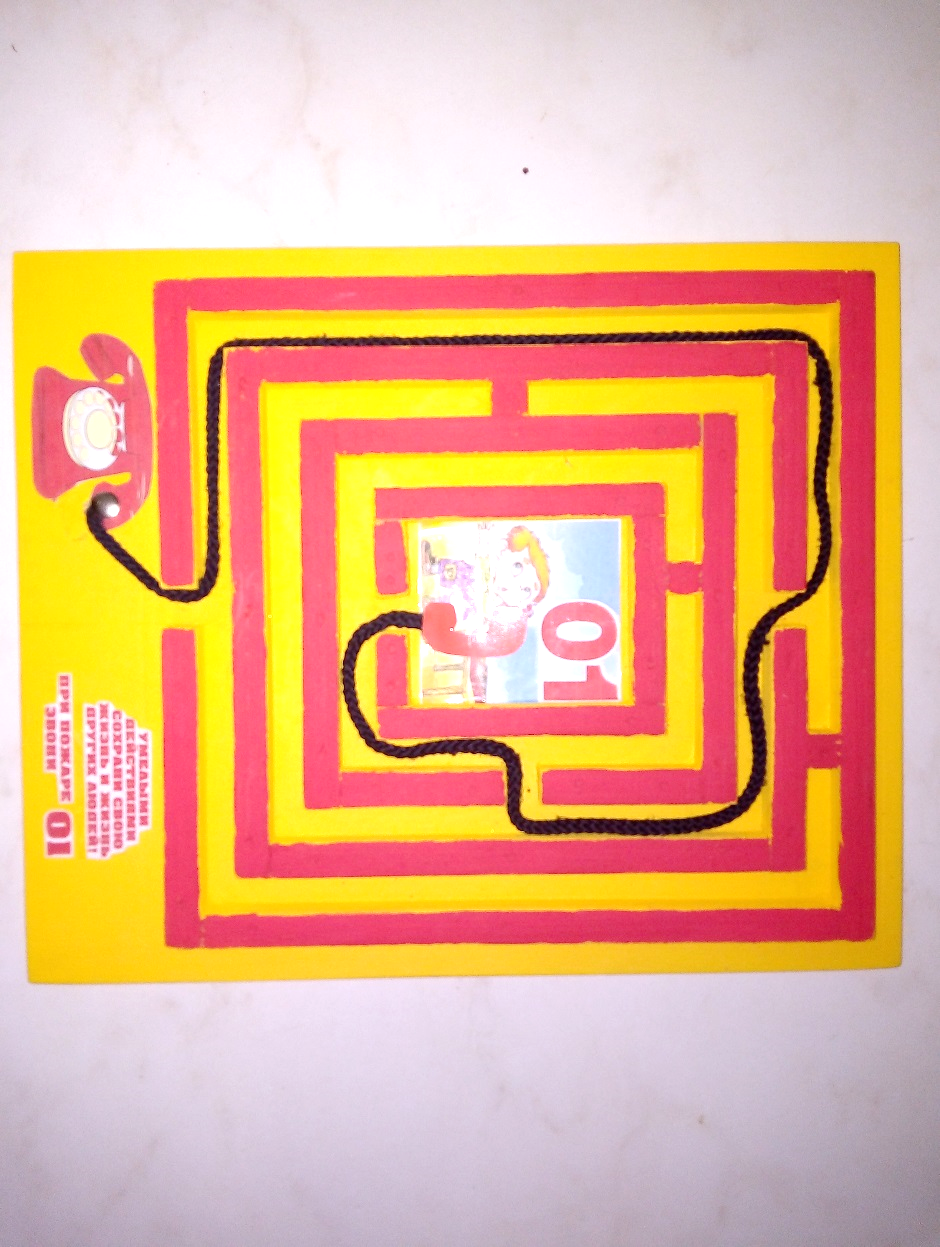 01
УМЕЛЫМИ
ДЕЙСТВИЯМИ
СОХРАНИ СВОЮ
ЖИЗНЬ И ЖИЗНЬ
ДРУГИХ ЛЮДЕЙ!
ПРИ ПОЖАРЕ 01
ЗВОНИ